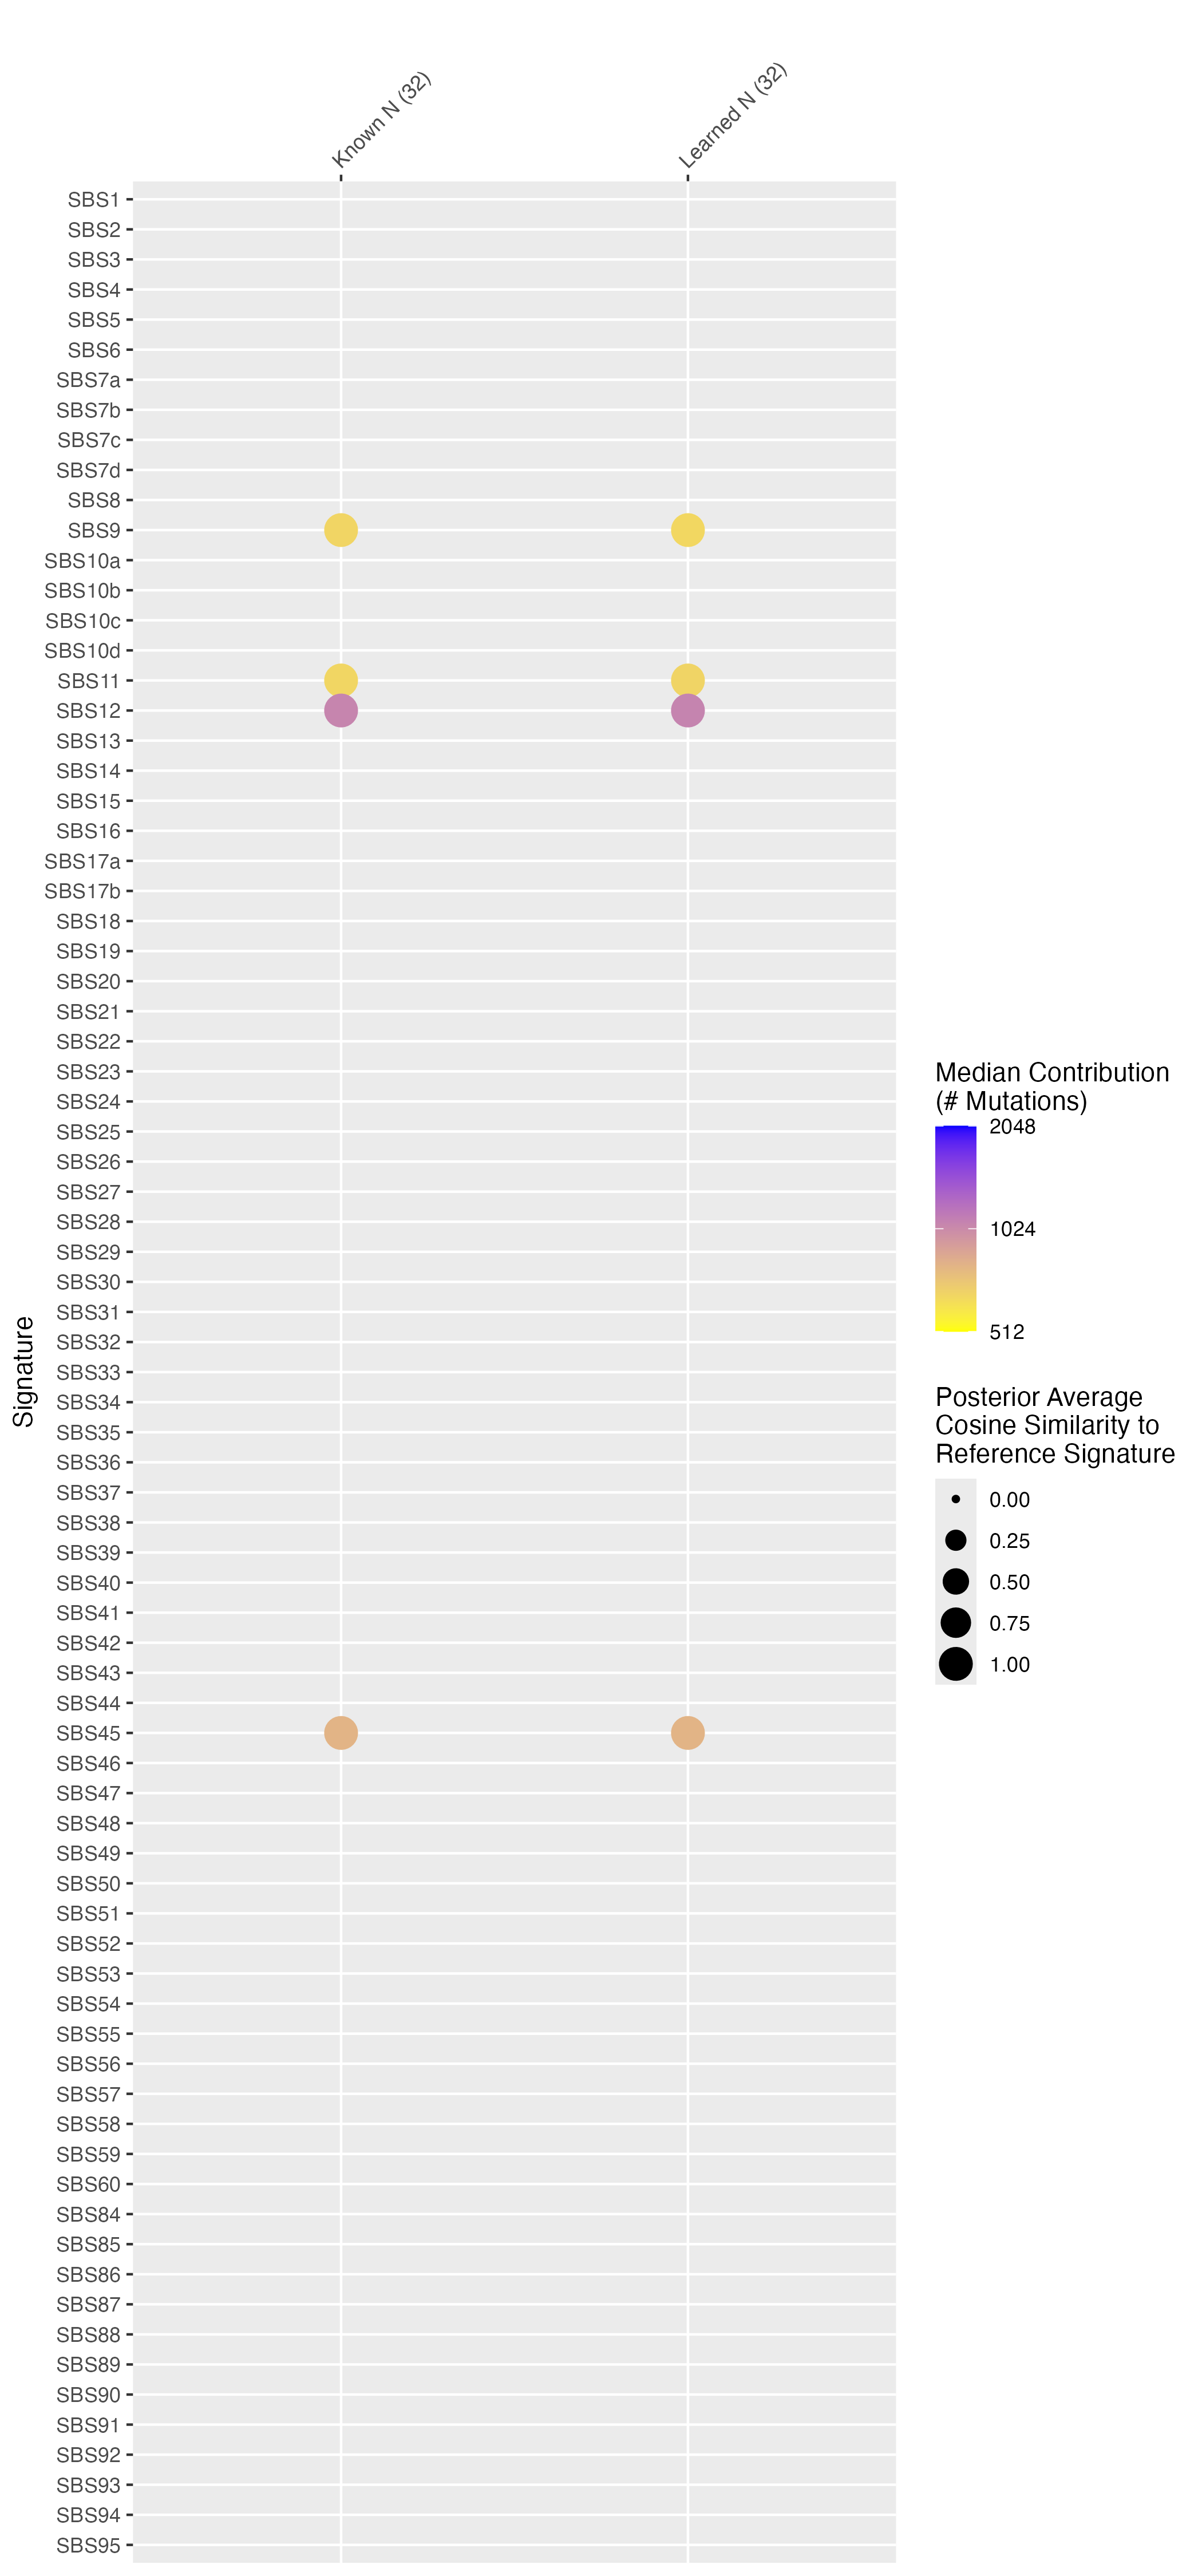 Known N (32)
Learned N (32)
SBS1
SBS2
SBS3
SBS4
SBS5
SBS6
SBS7a
SBS7b
SBS7c
SBS7d
SBS8
SBS9
SBS10a
SBS10b
SBS10c
SBS10d
SBS11
SBS12
SBS13
SBS14
SBS15
SBS16
SBS17a
SBS17b
SBS18
SBS19
SBS20
SBS21
SBS22
SBS23
SBS24
SBS25
SBS26
SBS27
SBS28
SBS29
SBS30
SBS31
SBS32
SBS33
SBS34
SBS35
SBS36
SBS37
SBS38
SBS39
SBS40
SBS41
SBS42
SBS43
SBS44
SBS45
SBS46
SBS47
SBS48
SBS49
SBS50
SBS51
SBS52
SBS53
SBS54
SBS55
SBS56
SBS57
SBS58
SBS59
SBS60
SBS84
SBS85
SBS86
SBS87
SBS88
SBS89
SBS90
SBS91
SBS92
SBS93
SBS94
SBS95
Signature
Median Contribution
(# Mutations)
2048
1024
512
Posterior Average
Cosine Similarity to
Reference Signature
0.00
0.25
0.50
0.75
1.00